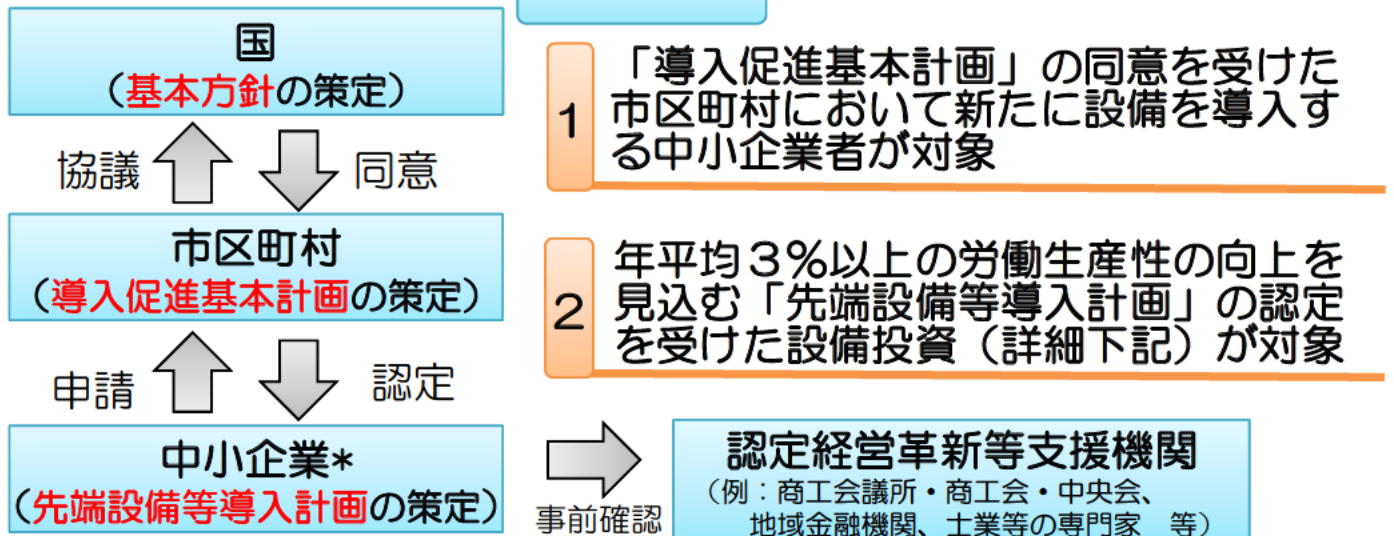 国
（基本方針の策定）
協議
同意
市区町村
（導入促進基本計画の策定）
申請
認定
中小企業*
（先端設備等導入計画の策定）
1
「導入促進基本計画」の同意を受けた
市区町村において新たに設備を導入す
る中小企業者が対象
2
年平均３%以上の労働生産性の向上を
見込む「先端設備等導入計画」の認定
を受けた設備投資（詳細下記）が対象
事前確認
認定経営革新等支援機関
（例：商工会議所・商工会・中央会、
地域金融機関、士業等の専門家　等）